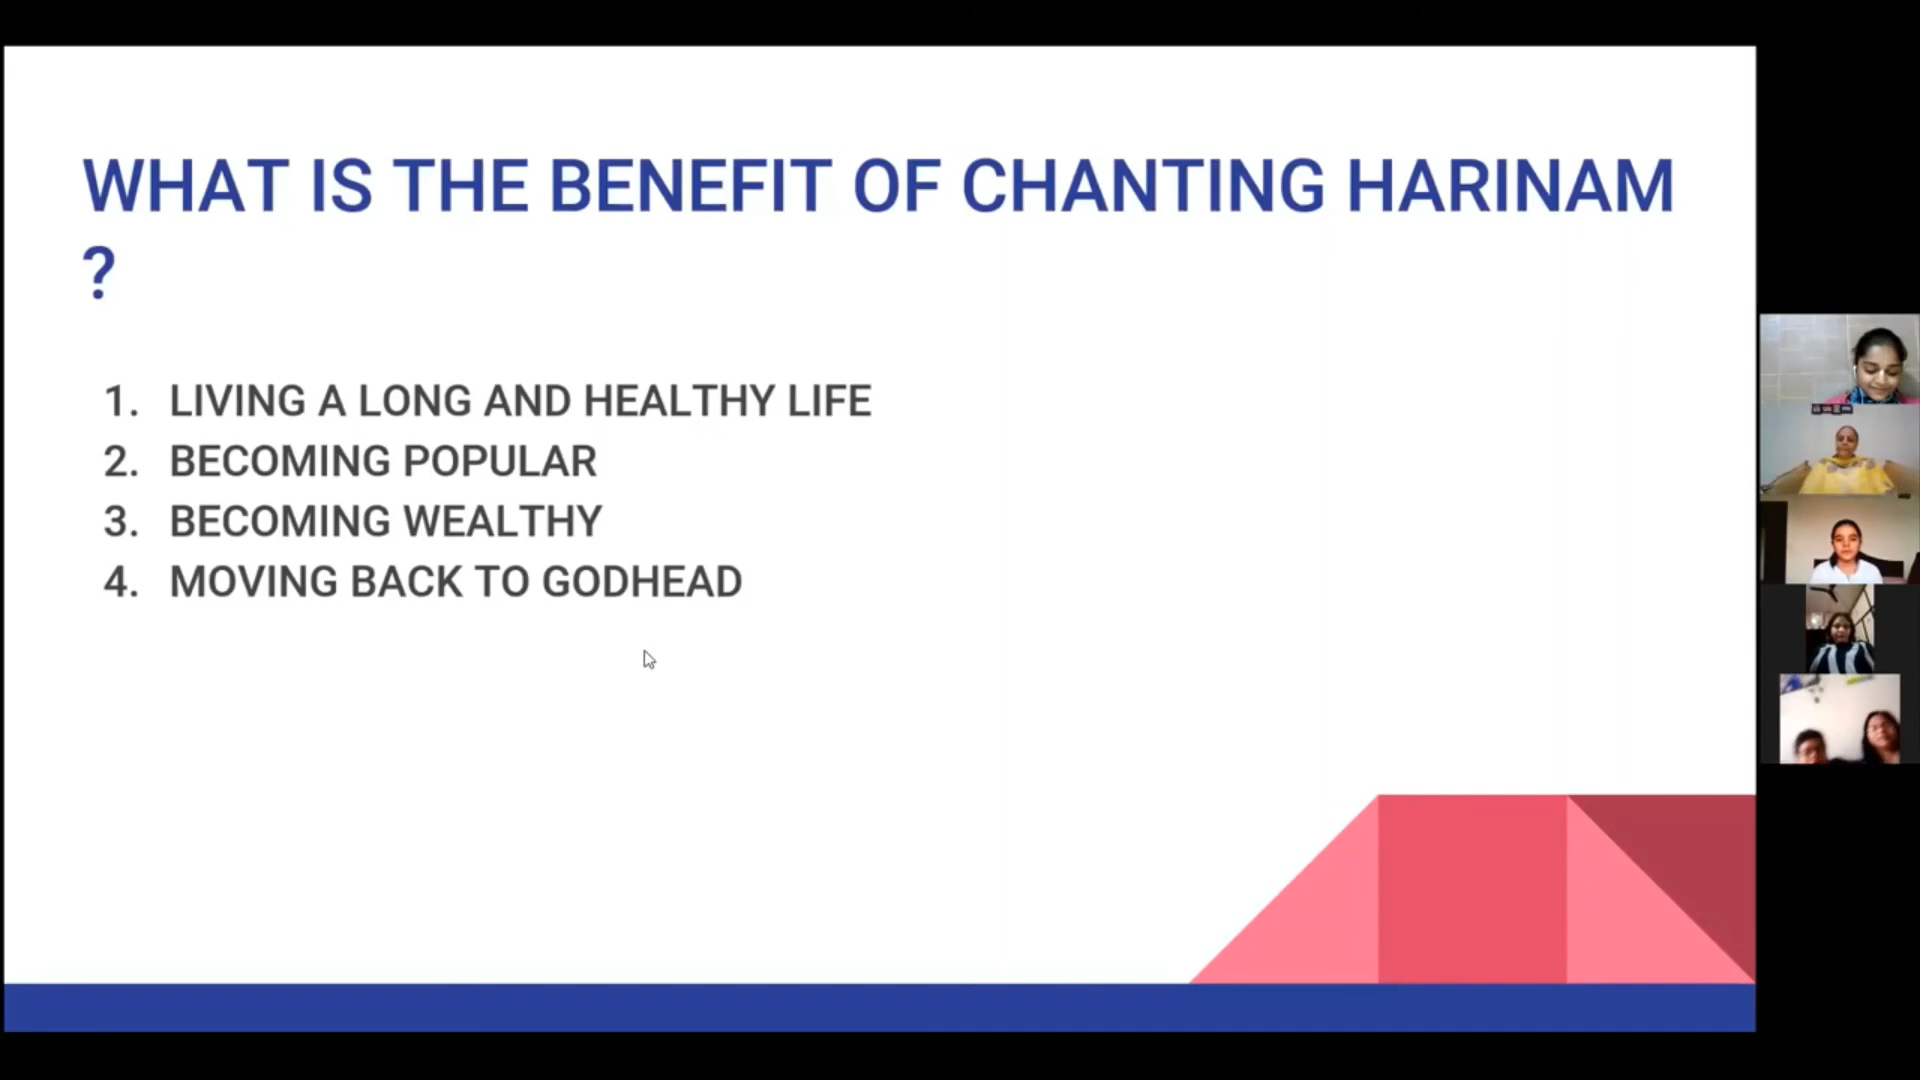 WHAT IS THE BENEFIT OF CHANTING HARINAM
?
1. LIVING A LONG AND HEALTHY LIFE
2. BECOMING POPULAR
3. BECOMING WEALTHY
4. MOVING BACK TO GODHEAD